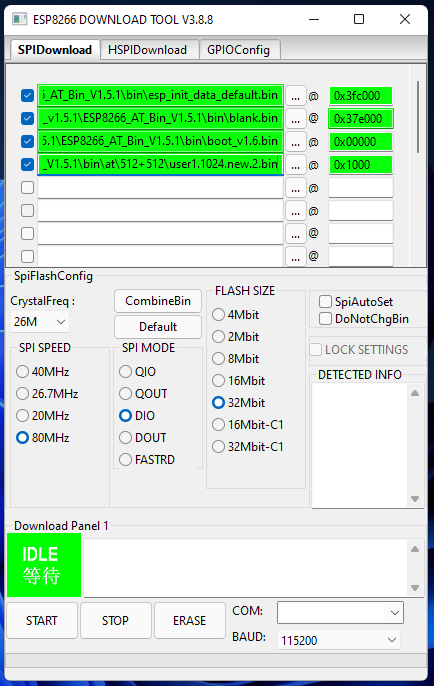 ESP8266 DOWNLOAD TOOL V3.8.8
SPIDownload HSPIDownload GPIOConfig
_AT_Bin_V1.5.1\bin\esp_init_data_default.bin ... @ 0x3fc000
_v1.5.1\ESP8266_AT_Bin_V1.5.1\bin\blank.bin ... @ 0x37e000
5.1\ESP8266_AT_Bin_V1.5.1\bin\boot_v1.6.bin ... @ 0x00000
_V1.5.1\bin\at\512+512\user1.1024.new.2.bin ... @ 0x1000
... @
... @
... @
... @
SpiFlashConfig
CrystalFreq :
26M
CombineBin
Default
SPI SPEED
40MHz
26.7MHz
20MHz
80MHz
SPI MODE
QIO
QOUT
DIO
DOUT
FASTRD
FLASH SIZE
4Mbit
2Mbit
8Mbit
16Mbit
32Mbit
16Mbit-C1
32Mbit-C1
SpiAutoSet
DoNotChgBin
LOCK SETTINGS
DETECTED INFO
Download Panel 1
IDLE
等待
START STOP ERASE
COM:
BAUD: 115200